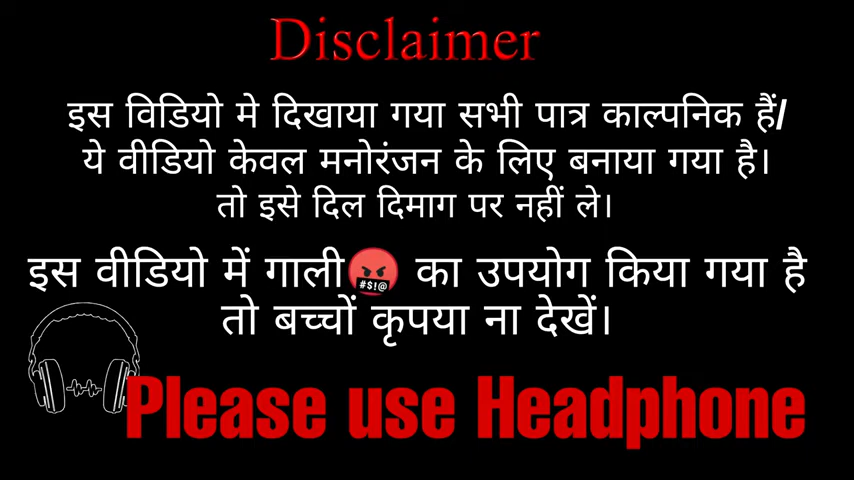 Disclaimer
इस विडियो मे दिखाया गया सभी पात्र काल्पनिक हैं/
ये वीडियो केवल मनोरंजन के लिए बनाया गया है।
तो इसे दिल दिमाग पर नहीं ले।
इस वीडियो में गाली🤬 का उपयोग किया गया है
तो बच्चों कृपया ना देखें।
Please use Headphone